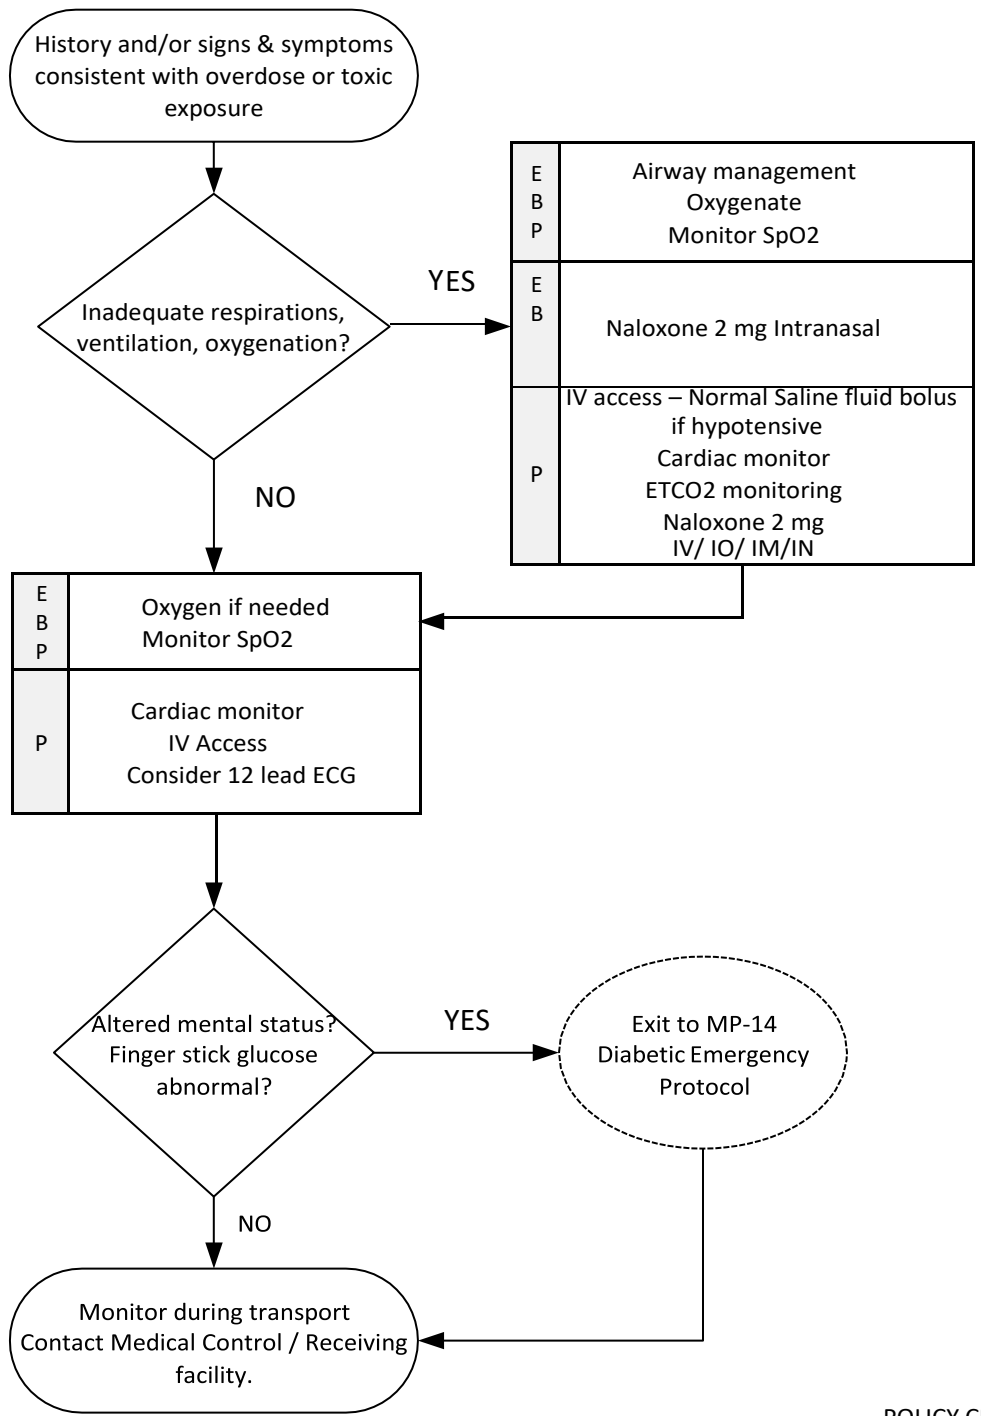 History and/or signs & symptoms
consistent with overdose or toxic
exposure
Inadequate respirations,
ventilation, oxygenation?
YES
E
B
P
Airway management
Oxygenate
Monitor SpO2
E
B
Naloxone 2 mg Intranasal
P
IV access – Normal Saline fluid bolus
if hypotensive
Cardiac monitor
ETCO2 monitoring
Naloxone 2 mg
IV/ IO/ IM/IN
NO
E
B
P
Oxygen if needed
Monitor SpO2
P
Cardiac monitor
IV Access
Consider 12 lead ECG
Altered mental status?
Finger stick glucose
abnormal?
YES
Exit to MP-14
Diabetic Emergency
Protocol
NO
Monitor during transport
Contact Medical Control / Receiving
facility.